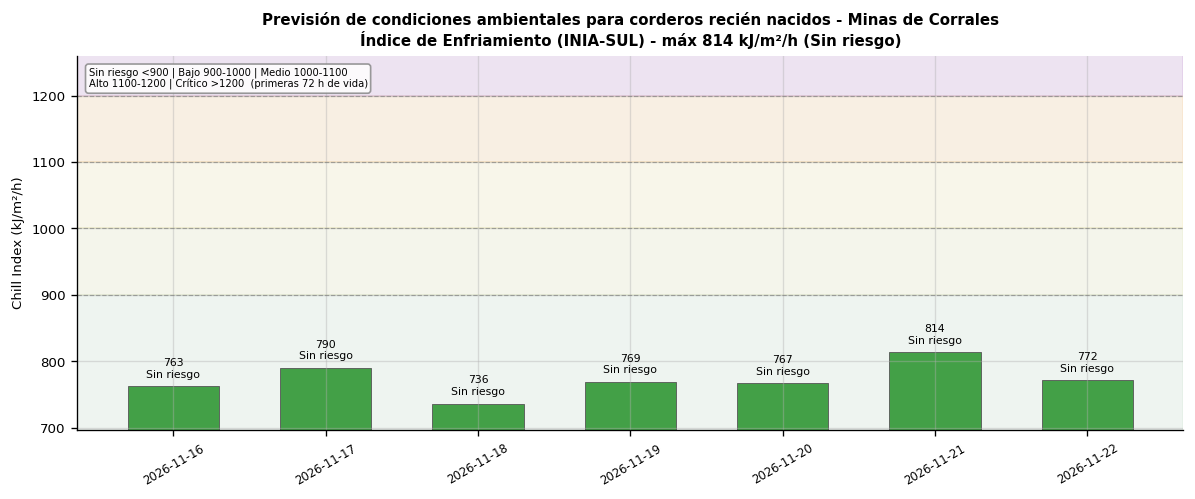 Previsión de condiciones ambientales para corderos recién nacidos - Minas de Corrales
Índice de Enfriamiento (INIA-SUL) - máx 814 kJ/m²/h (Sin riesgo)
Sin riesgo <900 | Bajo 900-1000 | Medio 1000-1100
Alto 1100-1200 | Crítico >1200  (primeras 72 h de vida)
Chill Index (kJ/m²/h)
1200
1100
1000
900
800
700
763
Sin riesgo
790
Sin riesgo
736
Sin riesgo
769
Sin riesgo
767
Sin riesgo
814
Sin riesgo
772
Sin riesgo
2026-11-16
2026-11-17
2026-11-18
2026-11-19
2026-11-20
2026-11-21
2026-11-22